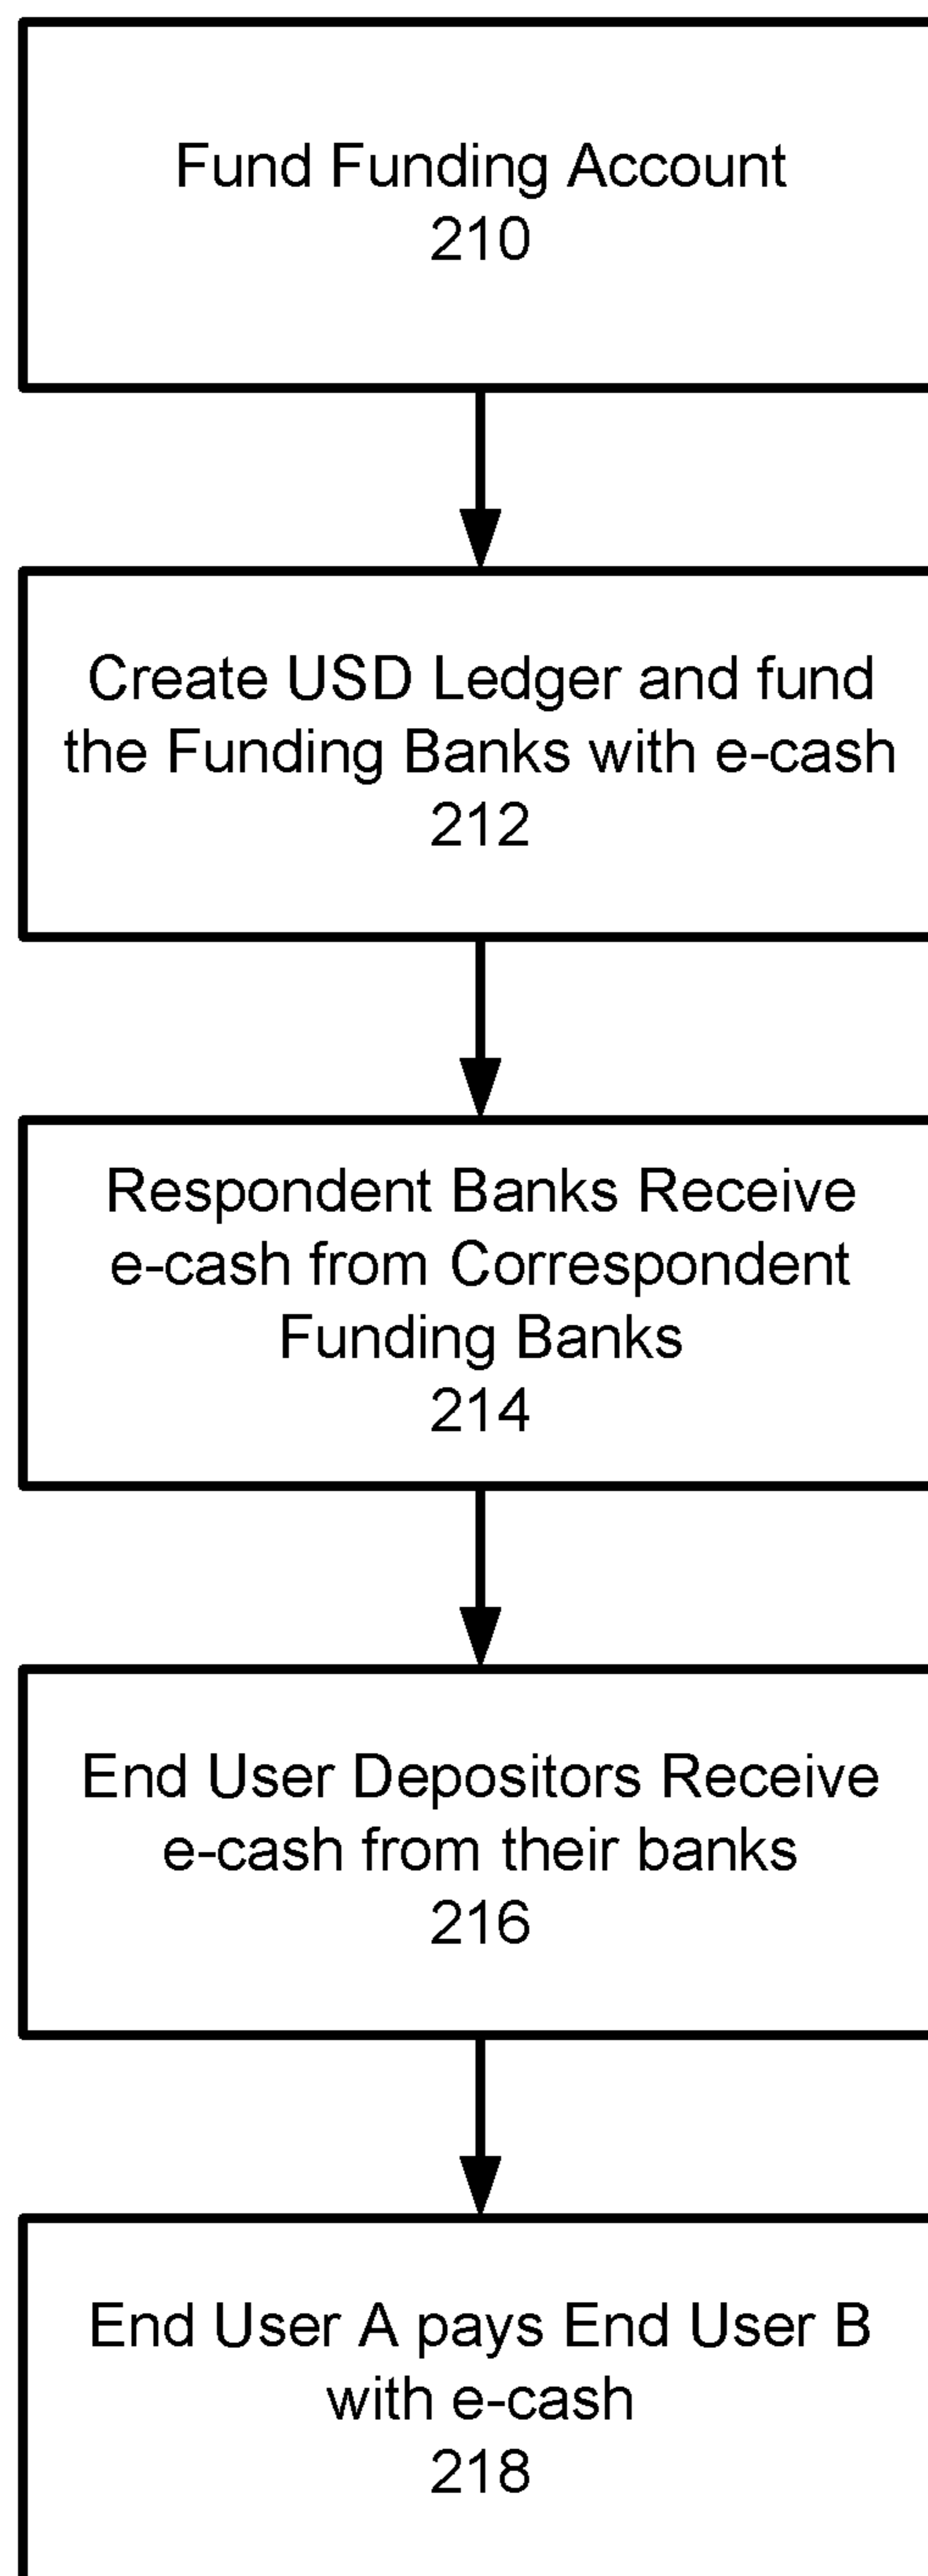 Fund Funding Account
210
Create USD Ledger and fund
the Funding Banks with e-cash
212
Respondent Banks Receive
e-cash from Correspondent
Funding Banks
214
End User Depositors Receive
e-cash from their banks
216
End User A pays End User B
with e-cash
218